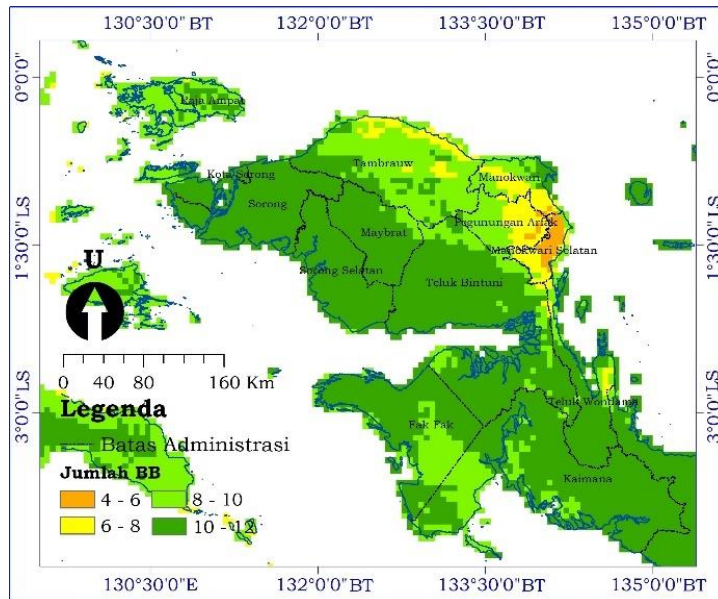 130°30'0"BT 132°0'0"BT 133°30'0"BT 135°0'0"BT
0°0'0"
1°30'0"LS
3°0'0"LS
0°0'0"
1°30'0"LS
3°0'0"LS
Raja Ampat
Tambrauw
Kota Sorong
Manokwari
Sorong
Pegunungan Arfak
Maybrat
Manokwari Selatan
Sorong Selatan
Teluk Bintuni
U
0 40 80 160 Km
Teluk Wondama
Fak Fak
Kaimana
Legenda
Batas Administrasi
Jumlah BB
4 - 6 8 - 10
6 - 8 10 - 12
130°30'0"E 132°0'0"BT 133°30'0"BT 135°0'0"BT